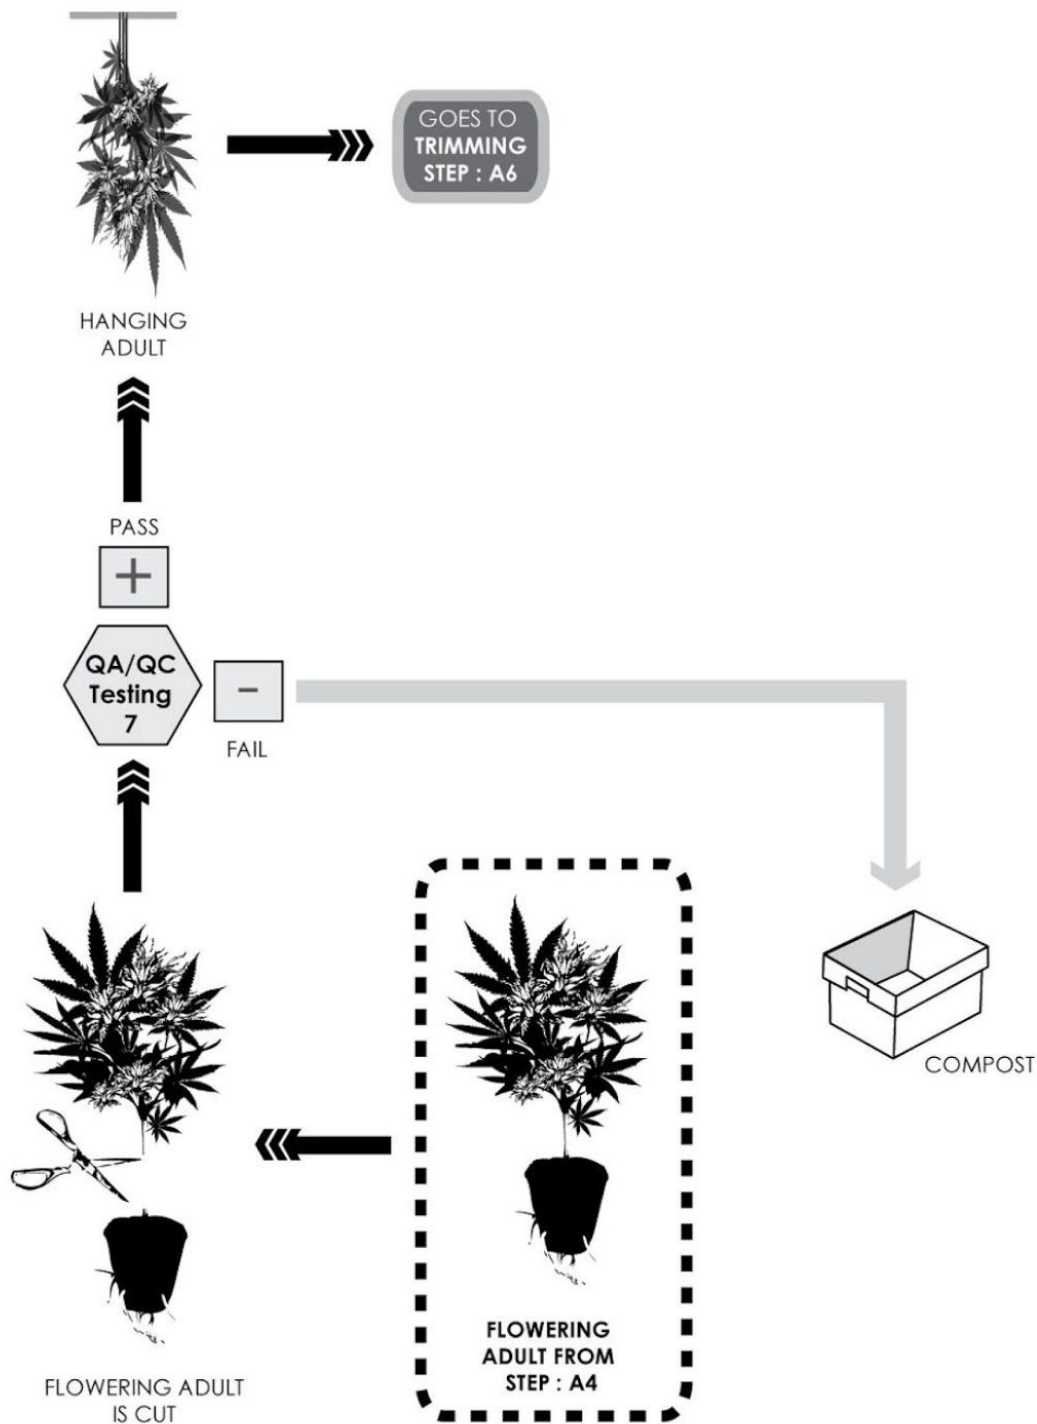 GOES TO
TRIMMING
STEP : A6
HANGING
ADULT
PASS
+
QA/QC
Testing
7
-
FAIL
COMPOST
FLOWERING
ADULT FROM
STEP : A4
FLOWERING ADULT
IS CUT